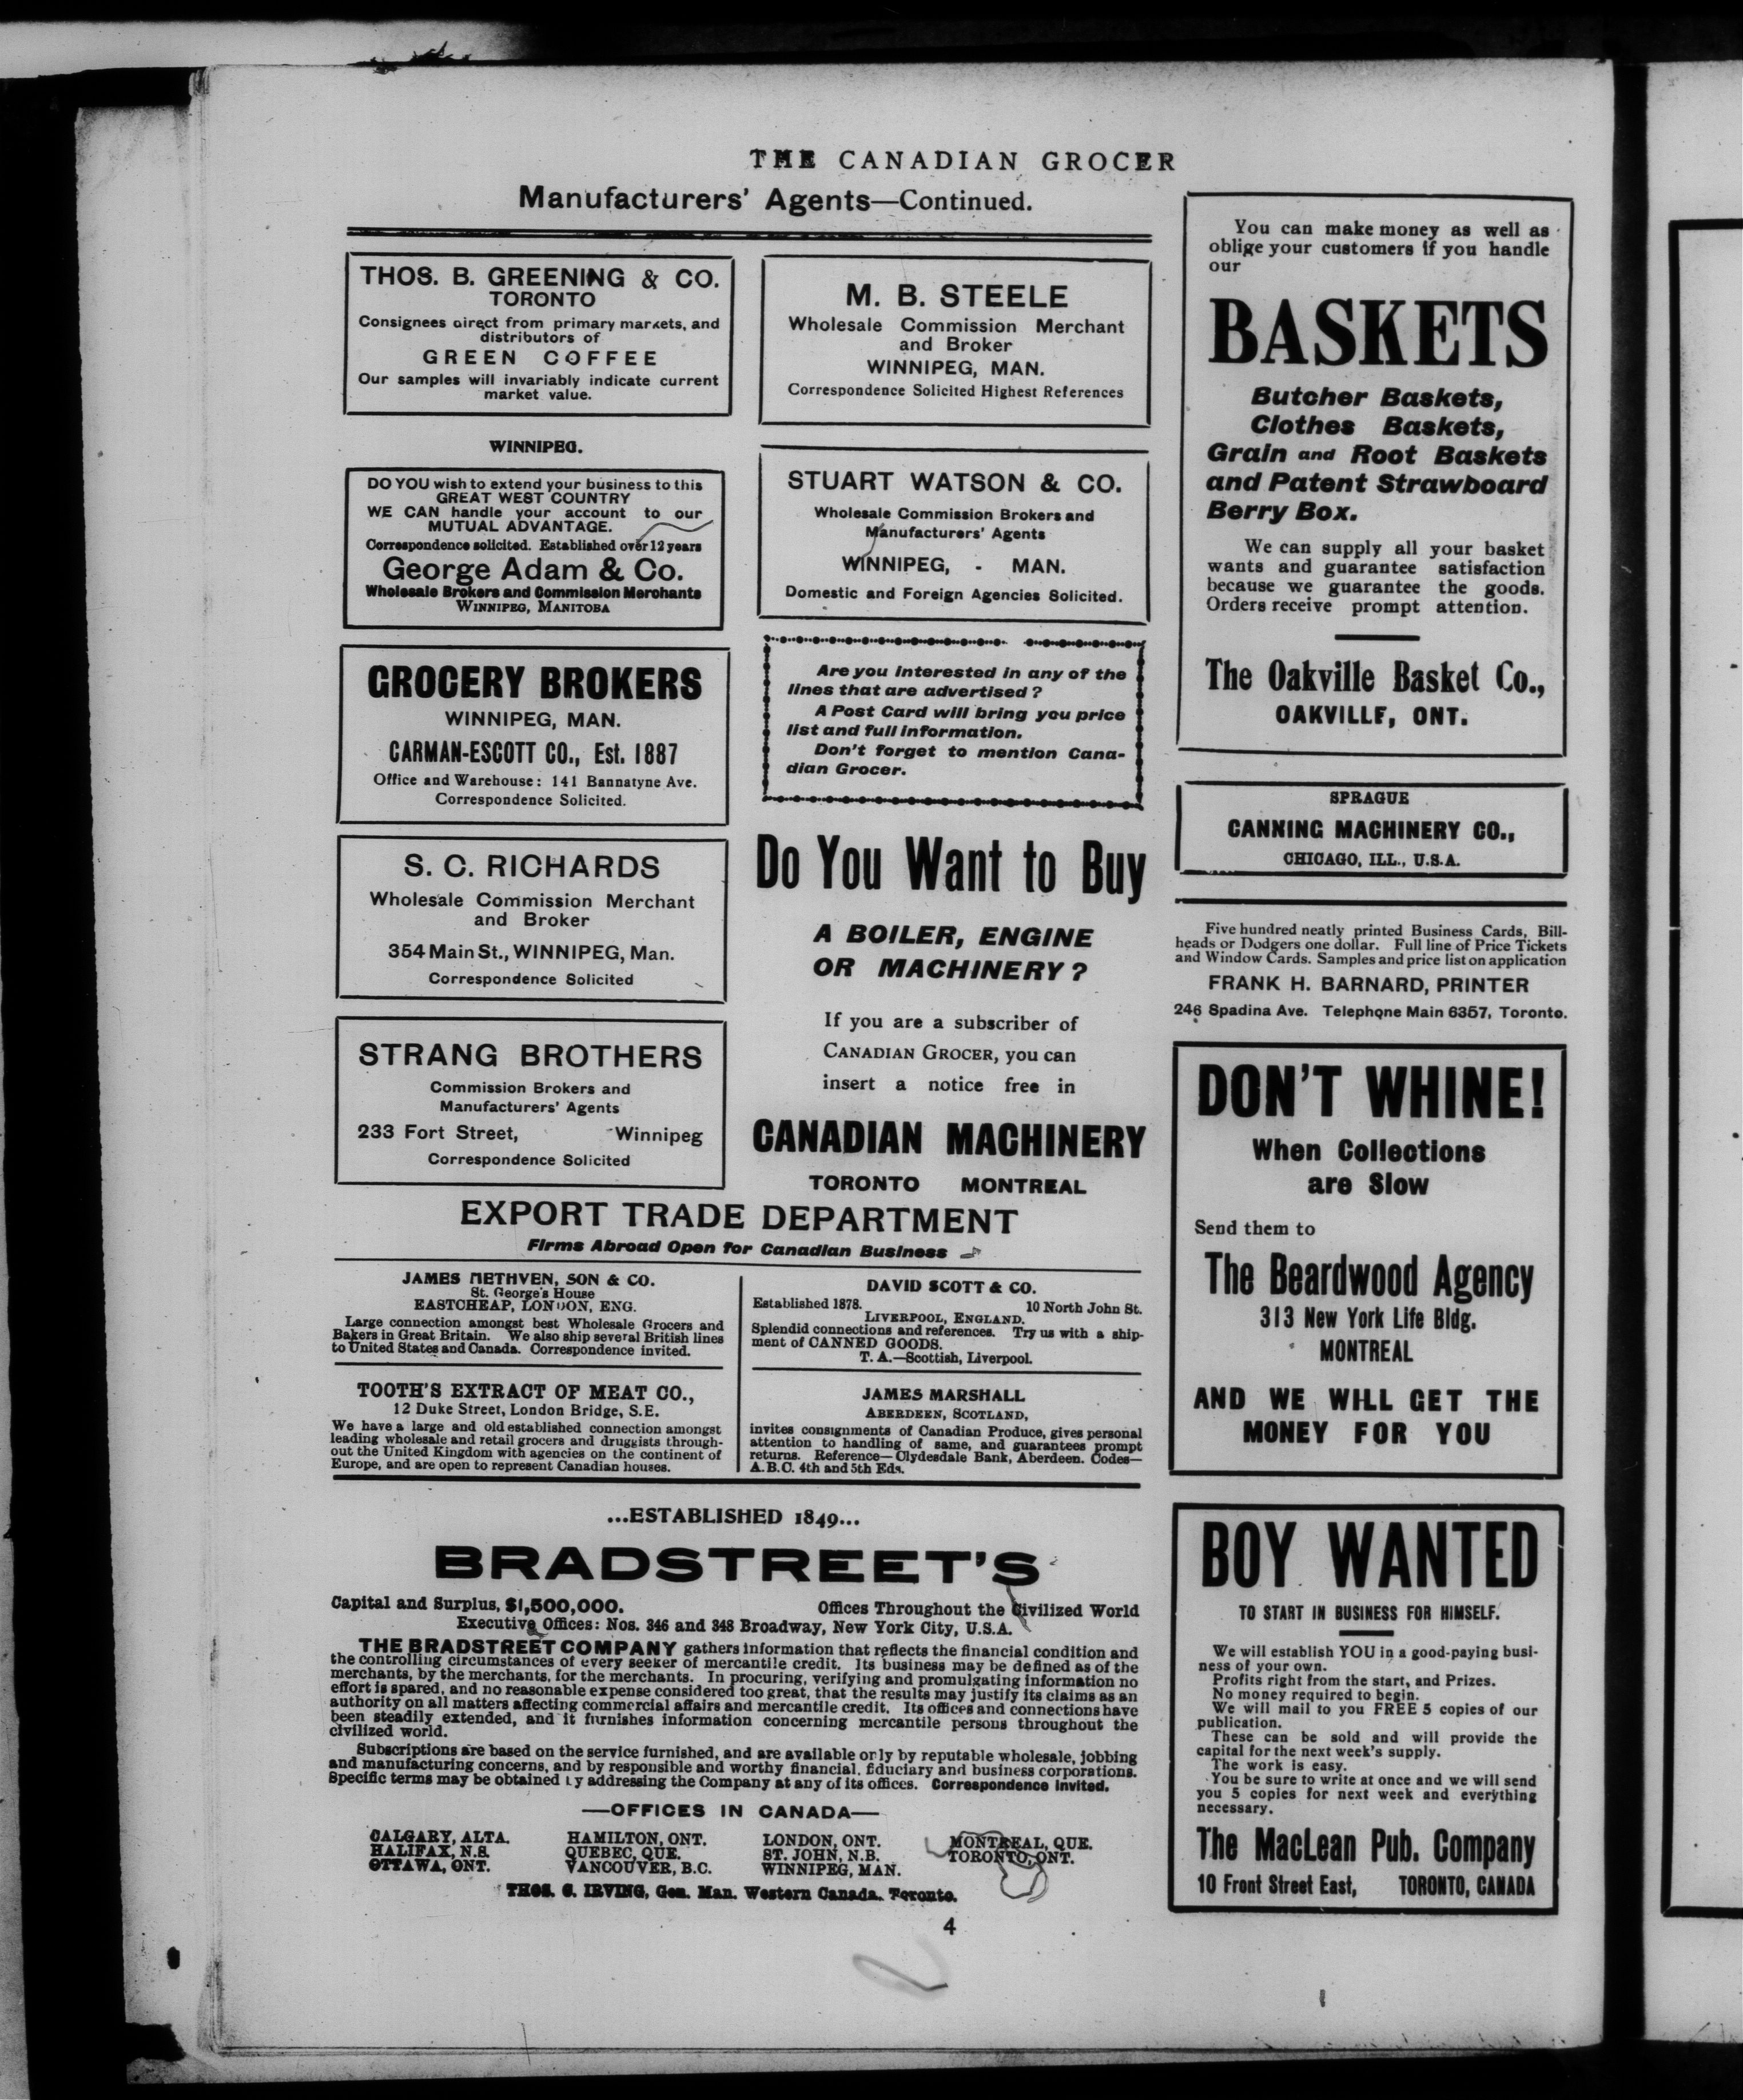 THE CANADIAN GROCER
Manufacturers' Agents—Continued.
THOS. B. GREENING & CO.
TORONTO
Consignees direct from primary markets, and
distributors of
GREEN COFFEE
Our samples will invariably indicate current
market value.
WINNIPEG.
DO YOU wish to extend your business to this
GREAT WEST COUNTRY
WE CAN handle your account to our
MUTUAL ADVANTAGE.
Correspondence solicited. Established over 12 years
George Adam & Co.
Wholesale Brokers and Commission Merchants
WINNIPEG, MANITOBA
GROCERY BROKERS
WINNIPEG, MAN.
CARMAN-ESCOTT CO., Est. 1887
Office and Warehouse: 141 Bannatyne Ave.
Correspondence Solicited.
S. C. RICHARDS
Wholesale Commission Merchant
and Broker
354 Main St., WINNIPEG, Man.
Correspondence Solicited
STRANG BROTHERS
Commission Brokers and
Manufacturers' Agents
233 Fort Street, Winnipeg
Correspondence Solicited
M. B. STEELE
Wholesale Commission Merchant
and Broker
WINNIPEG, MAN.
Correspondence Solicited Highest References
STUART WATSON & CO.
Wholesale Commission Brokers and
Manufacturers' Agents
WINNIPEG, - MAN.
Domestic and Foreign Agencies Solicited.
Are you interested in any of the
lines that are advertised?
A Post Card will bring you price
list and full information.
Don't forget to mention Cana-
dian Grocer.
Do You Want to Buy
A BOILER, ENGINE
OR MACHINERY?
If you are a subscriber of
CANADIAN GROCER, you can
insert a notice free in
CANADIAN MACHINERY
TORONTO MONTREAL
EXPORT TRADE DEPARTMENT
Firms Abroad Open for Canadian Business
JAMES METHVEN, SON & CO.
St. George's House
EASTCHEAP, LONDON, ENG.
Large connection amongst best Wholesale Grocers and
Bakers in Great Britain. We also ship several British lines
to United States and Canada. Correspondence invited.
TOOTH'S EXTRACT OF MEAT CO.,
12 Duke Street, London Bridge, S.E.
We have a large and old established connection amongst
leading wholesale and retail grocers and druggists through-
out the United Kingdom with agencies on the continent of
Europe, and are open to represent Canadian houses.
DAVID SCOTT & CO.
Established 1878. 10 North John St.
LIVERPOOL, ENGLAND.
Splendid connections and references. Try us with a ship-
ment of CANNED GOODS.
T. A.—Scottish, Liverpool.
JAMES MARSHALL
ABERDEEN, SCOTLAND,
invites consignments of Canadian Produce, gives personal
attention to handling of same, and guarantees prompt
returns. Reference—Clydesdale Bank, Aberdeen. Codes—
A.B.C. 4th and 5th Eds.
...ESTABLISHED 1849...
BRADSTREET'S
Capital and Surplus, $1,500,000. Offices Throughout the Civilized World
Executive Offices: Nos. 346 and 348 Broadway, New York City, U.S.A.
THE BRADSTREET COMPANY gathers information that reflects the financial condition and
the controlling circumstances of every seeker of mercantile credit. Its business may be defined as of the
merchants, by the merchants, for the merchants. In procuring, verifying and promulgating information no
effort is spared, and no reasonable expense considered too great, that the results may justify its claims as an
authority on all matters affecting commercial affairs and mercantile credit. Its offices and connections have
been steadily extended, and it furnishes information concerning mercantile persons throughout the
civilized world.
Subscriptions are based on the service furnished, and are available only by reputable wholesale, jobbing
and manufacturing concerns, and by responsible and worthy financial, fiduciary and business corporations.
Specific terms may be obtained by addressing the Company at any of its offices. Correspondence Invited.
—OFFICES IN CANADA—
CALGARY, ALTA. HAMILTON, ONT. LONDON, ONT. MONTREAL, QUE.
HALIFAX, N.S. QUEBEC, QUE. ST. JOHN, N.B. TORONTO, ONT.
OTTAWA, ONT. VANCOUVER, B.C. WINNIPEG, MAN.
THOS. C. IRVING, Gen. Man. Western Canada, Toronto.
4
You can make money as well as
oblige your customers if you handle
our
BASKETS
Butcher Baskets,
Clothes Baskets,
Grain and Root Baskets
and Patent Strawboard
Berry Box.
We can supply all your basket
wants and guarantee satisfaction
because we guarantee the goods.
Orders receive prompt attention.
The Oakville Basket Co.,
OAKVILLE, ONT.
SPRAGUE
CANNING MACHINERY CO.,
CHICAGO, ILL., U.S.A.
Five hundred neatly printed Business Cards, Bill-
heads or Dodgers one dollar. Full line of Price Tickets
and Window Cards. Samples and price list on application
FRANK H. BARNARD, PRINTER
246 Spadina Ave. Telephone Main 6357, Toronto.
DON'T WHINE!
When Collections
are Slow
Send them to
The Beardwood Agency
313 New York Life Bldg.
MONTREAL
AND WE WILL GET THE
MONEY FOR YOU
BOY WANTED
TO START IN BUSINESS FOR HIMSELF.
We will establish YOU in a good-paying busi-
ness of your own.
Profits right from the start, and Prizes.
No money required to begin.
We will mail to you FREE 5 copies of our
publication.
These can be sold and will provide the
capital for the next week's supply.
The work is easy.
You be sure to write at once and we will send
you 5 copies for next week and everything
necessary.
The MacLean Pub. Company
10 Front Street East, TORONTO, CANADA